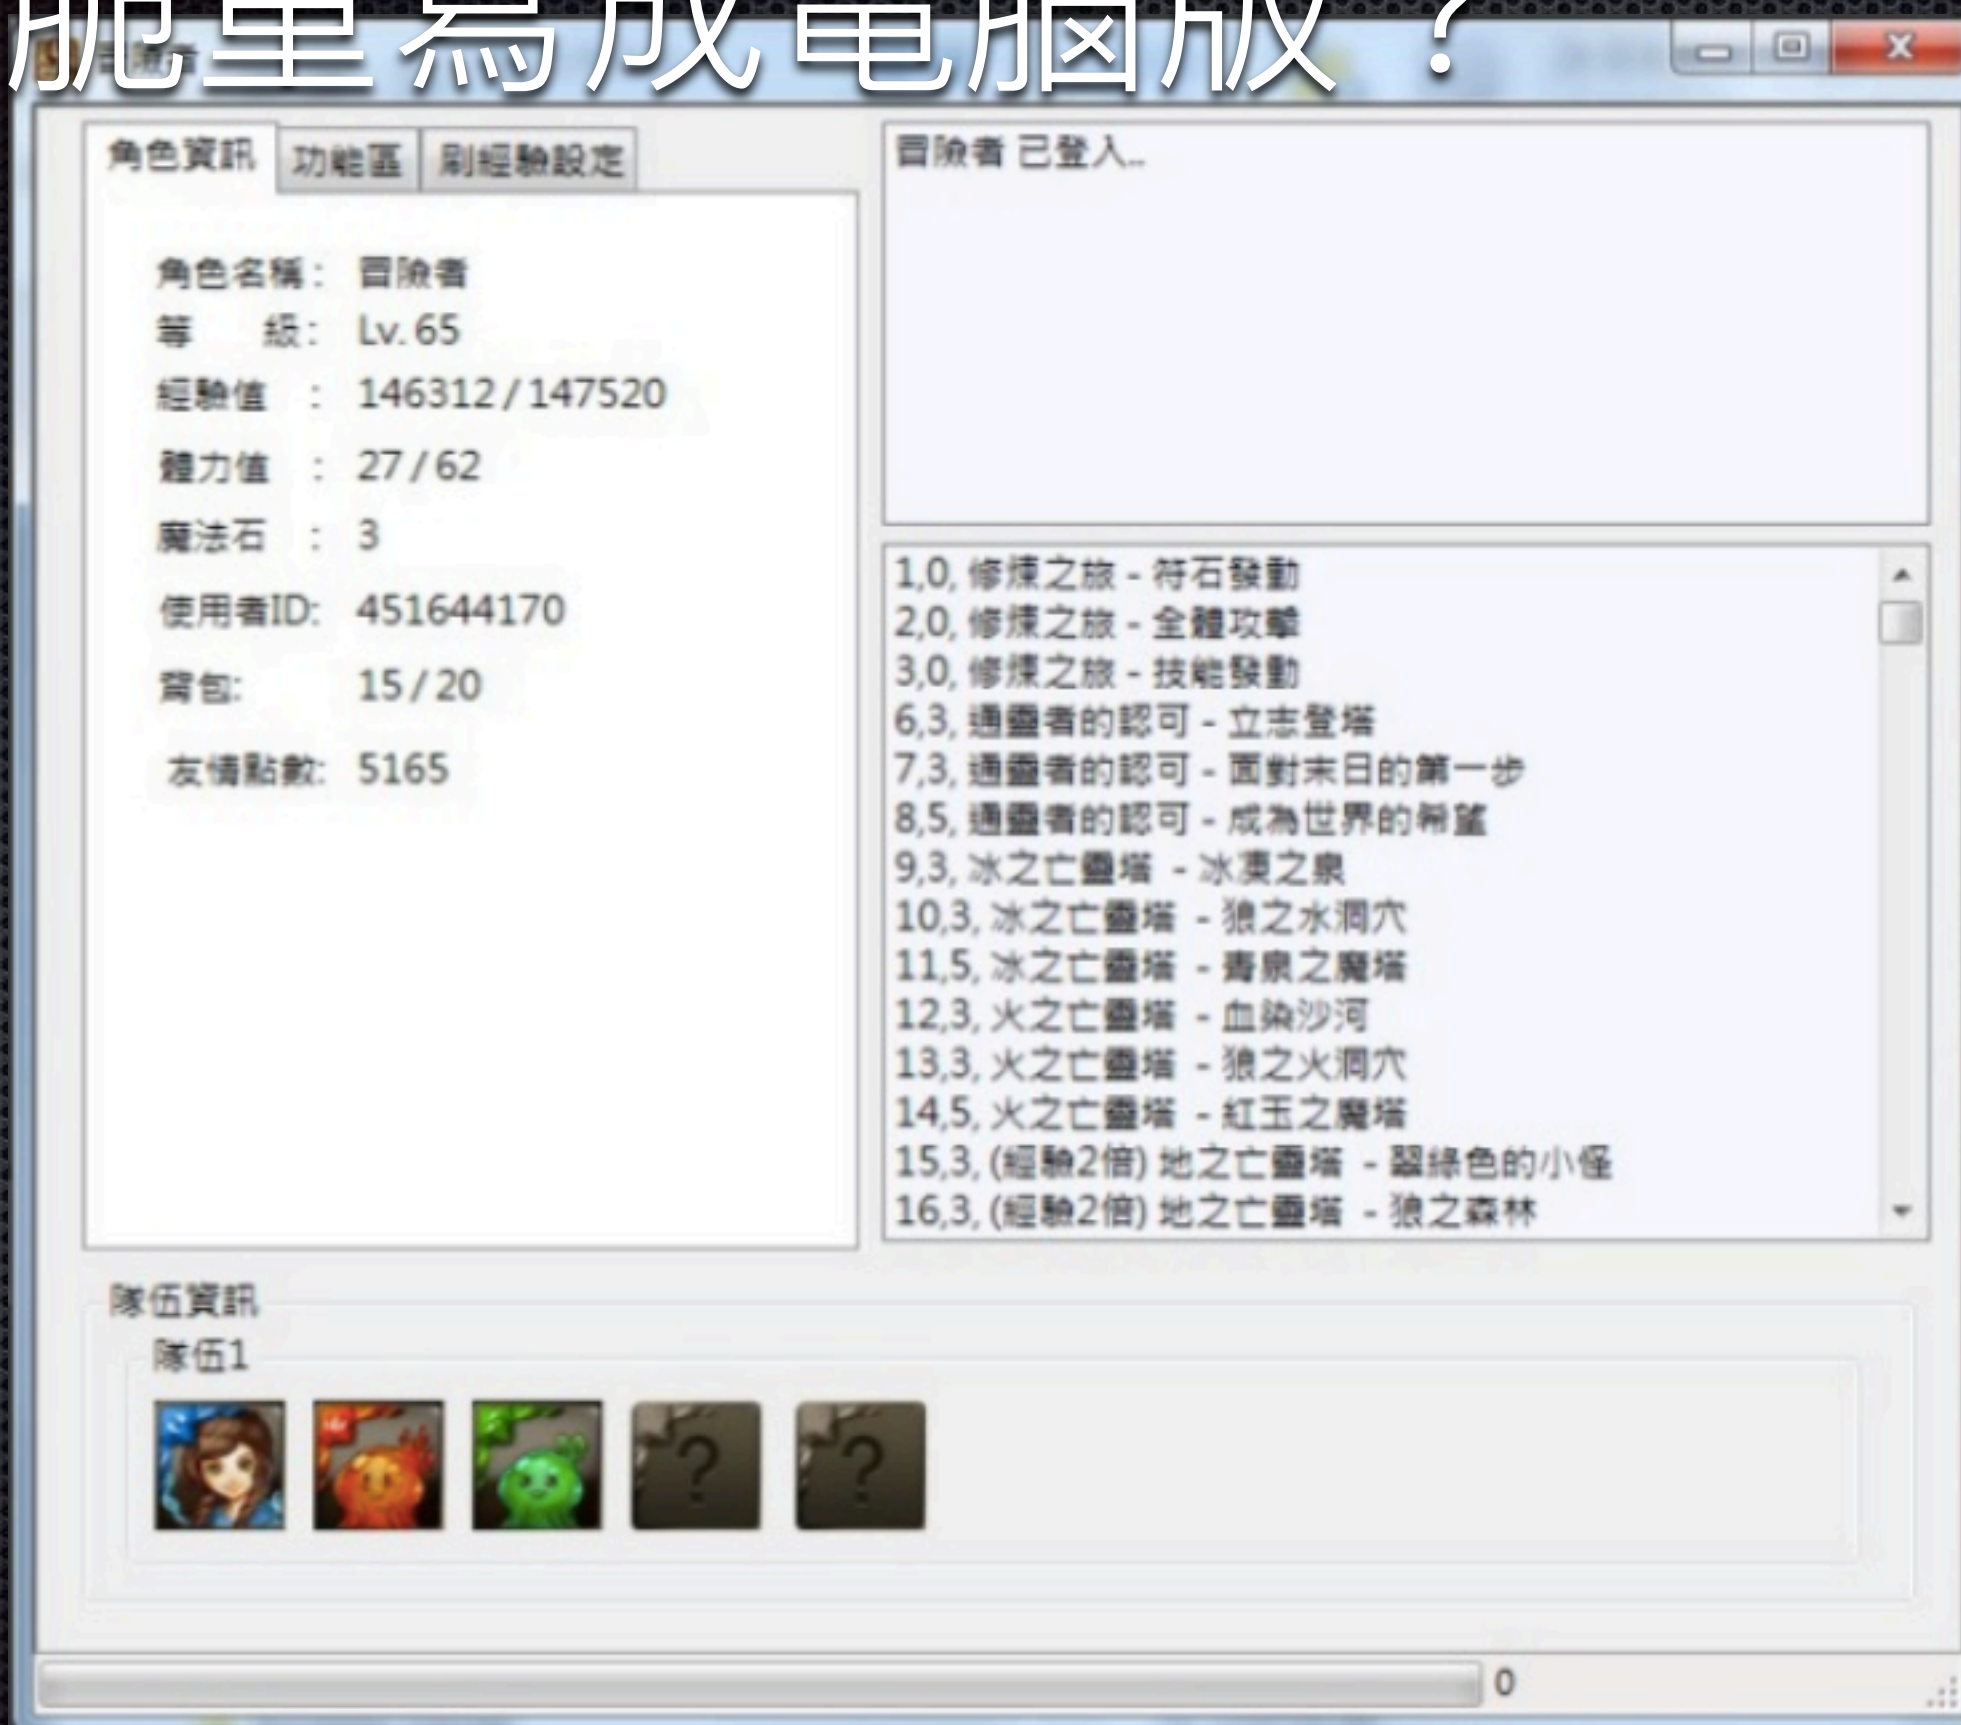 脆重寫成電腦版？
冒險者
角色資訊
功能區
刷經驗設定
角色名稱： 冒險者
等 級： Lv. 65
經驗值 ： 146312 / 147520
體力值 ： 27 / 62
魔法石 ： 3
使用者ID: 451644170
背包: 15 / 20
友情點數: 5165
冒險者 已登入..
1,0, 修煉之旅 - 符石發動
2,0, 修煉之旅 - 全體攻擊
3,0, 修煉之旅 - 技能發動
6,3, 通靈者的認可 - 立志登塔
7,3, 通靈者的認可 - 面對末日的第一步
8,5, 通靈者的認可 - 成為世界的希望
9,3, 冰之亡靈塔 - 冰凍之泉
10,3, 冰之亡靈塔 - 狼之水洞穴
11,5, 冰之亡靈塔 - 青泉之魔塔
12,3, 火之亡靈塔 - 血染沙河
13,3, 火之亡靈塔 - 狼之火洞穴
14,5, 火之亡靈塔 - 紅玉之魔塔
15,3, (經驗2倍) 地之亡靈塔 - 翠綠色的小怪
16,3, (經驗2倍) 地之亡靈塔 - 狼之森林
隊伍資訊
隊伍1
? ?
0